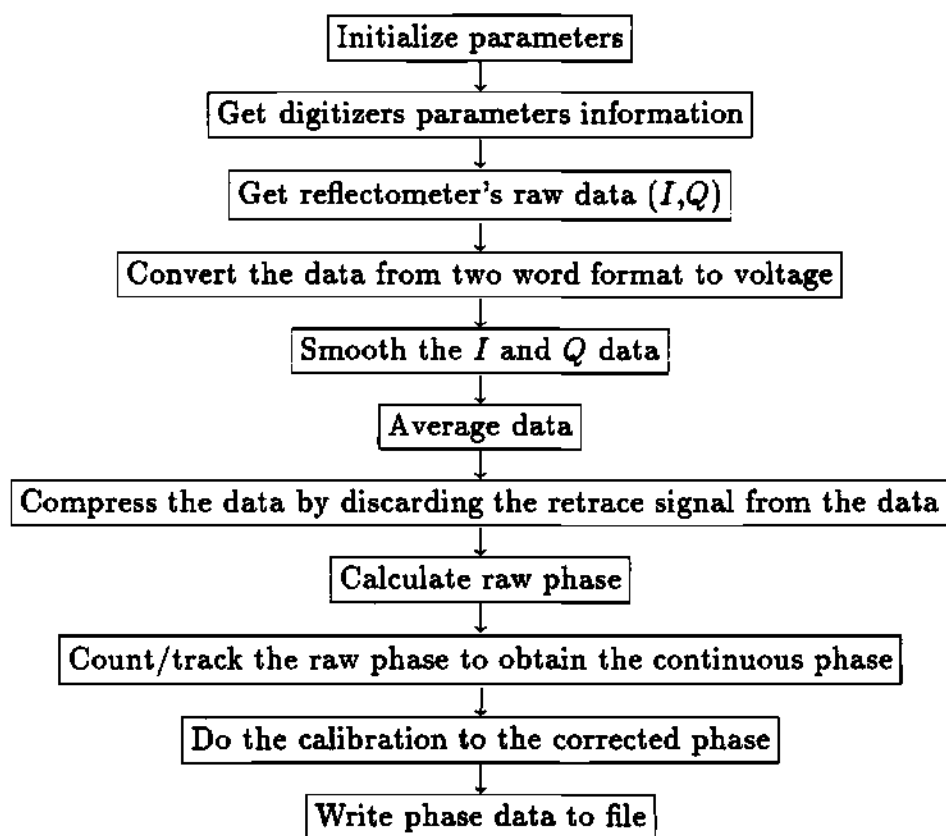 Initialize parameters
Get digitizers parameters information
Get reflectometer's raw data (I,Q)
Convert the data from two word format to voltage
Smooth the I and Q data
Average data
Compress the data by discarding the retrace signal from the data
Calculate raw phase
Count/track the raw phase to obtain the continuous phase
Do the calibration to the corrected phase
Write phase data to file